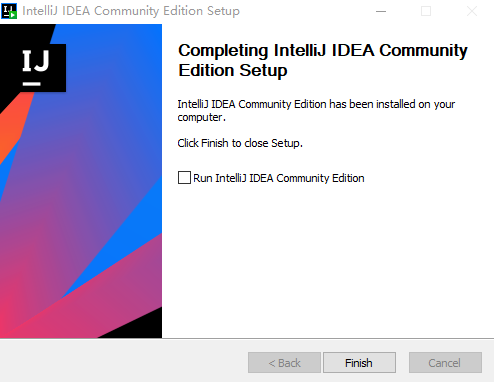 IntelliJ IDEA Community Edition Setup
IJ
Completing IntelliJ IDEA Community
Edition Setup
IntelliJ IDEA Community Edition has been installed on your
computer.
Click Finish to close Setup.
Run IntelliJ IDEA Community Edition
< Back
Finish
Cancel